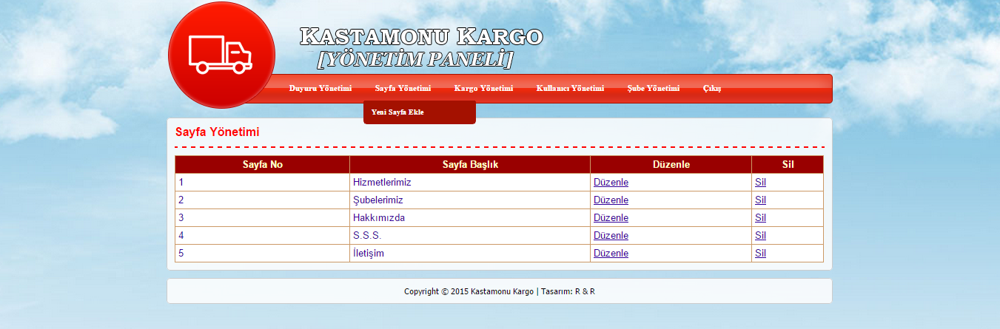 KASTAMONU KARGO
[YÖNETİM PANELİ]
Duyuru Yönetimi Sayfa Yönetimi Kargo Yönetimi Kullanıcı Yönetimi Şube Yönetimi Çıkış
Yeni Sayfa Ekle
Sayfa Yönetimi
Sayfa No Sayfa Başlık Düzenle Sil
1 Hizmetlerimiz Düzenle Sil
2 Şubelerimiz Düzenle Sil
3 Hakkımızda Düzenle Sil
4 S.S.S. Düzenle Sil
5 İletişim Düzenle Sil
Copyright © 2015 Kastamonu Kargo | Tasarım: R & R